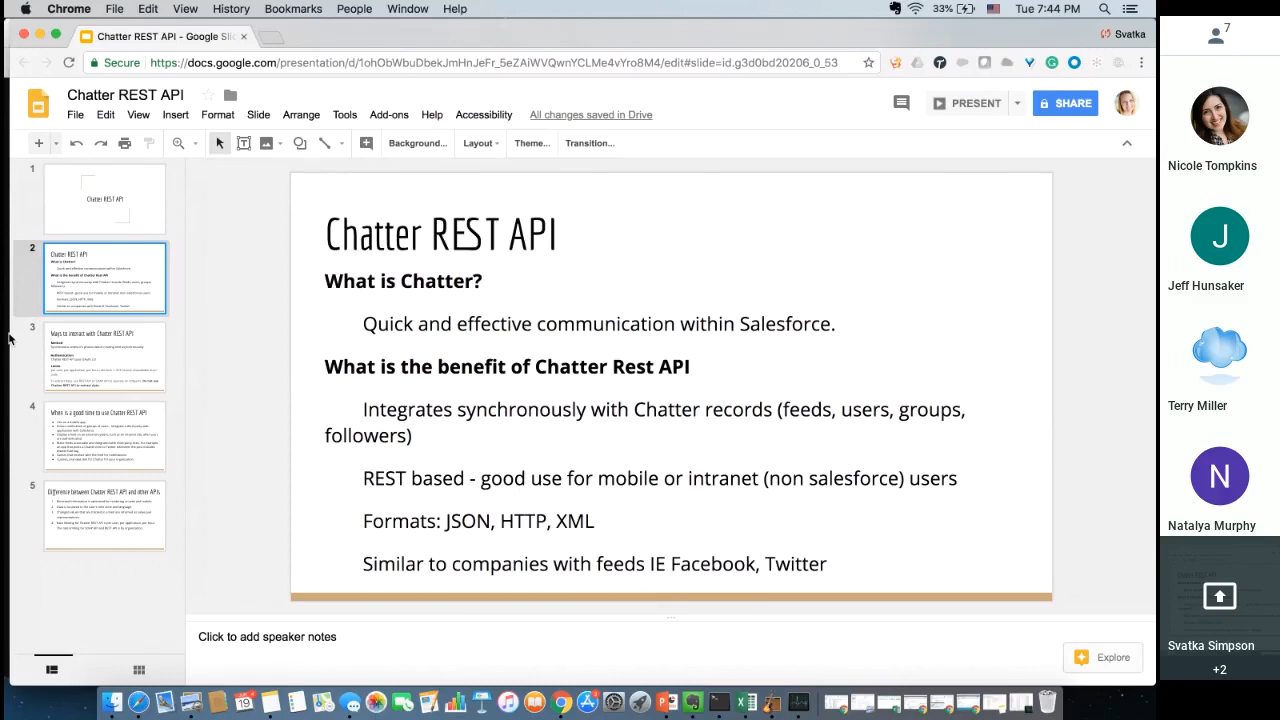 Chrome File Edit View History Bookmarks People Window Help 33% Tue 7:44 PM
Chatter REST API - Google Slid Svatka
Secure https://docs.google.com/presentation/d/1ohObWbuDbekJmHnJeFr_5eZAiWVQwnYCLMe4vYro8M4/edit#slide=id.g3d0bd20206_0_53
Chatter REST API
File Edit View Insert Format Slide Arrange Tools Add-ons Help Accessibility All changes saved in Drive
PRESENT SHARE
Background... Layout Theme... Transition...
1
Chatter REST API
2
Chatter REST API
What is Chatter?
3
Ways to interact with Chatter REST API
4
When is a good time to use Chatter REST API
5
Difference between Chatter REST API and other APIs
Chatter REST API
What is Chatter?
Quick and effective communication within Salesforce.
What is the benefit of Chatter Rest API
Integrates synchronously with Chatter records (feeds, users, groups,
followers)
REST based - good use for mobile or intranet (non salesforce) users
Formats: JSON, HTTP, XML
Similar to companies with feeds IE Facebook, Twitter
Click to add speaker notes
Explore
7
Nicole Tompkins
J
Jeff Hunsaker
Terry Miller
N
Natalya Murphy
Svatka Simpson
+2